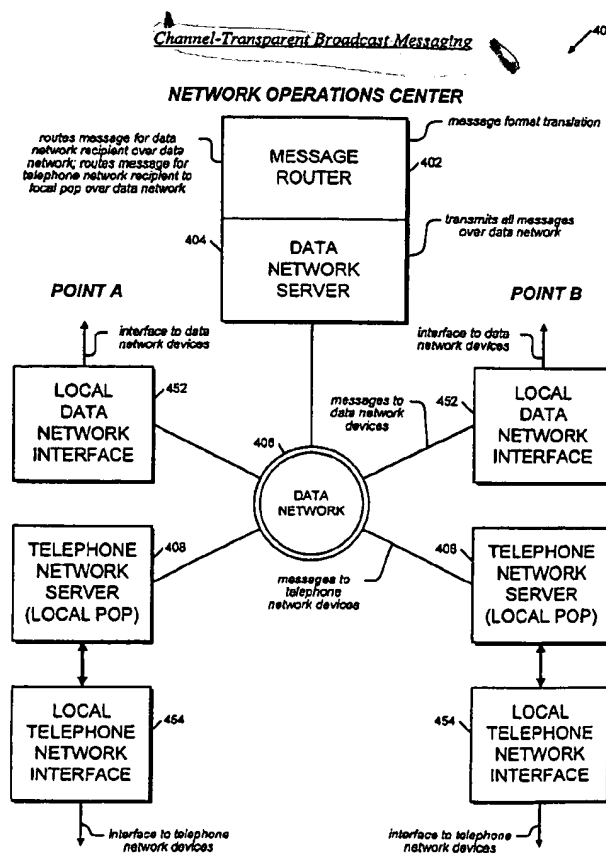 Channel-Transparent Broadcast Messaging
40
NETWORK OPERATIONS CENTER
routes message for data
network recipient over data
network; routes message for
telephone network recipient to
local pop over data network
message format translation
MESSAGE
ROUTER
402
404
DATA
NETWORK
SERVER
transmits all messages
over data network
POINT A
POINT B
interface to data
network devices
interface to data
network devices
LOCAL
DATA
NETWORK
INTERFACE
452
messages to
data network
devices
452
LOCAL
DATA
NETWORK
INTERFACE
406
DATA
NETWORK
TELEPHONE
NETWORK
SERVER
(LOCAL POP)
408
messages to
telephone
network devices
408
TELEPHONE
NETWORK
SERVER
(LOCAL POP)
LOCAL
TELEPHONE
NETWORK
INTERFACE
454
454
LOCAL
TELEPHONE
NETWORK
INTERFACE
interface to telephone
network devices
interface to telephone
network devices